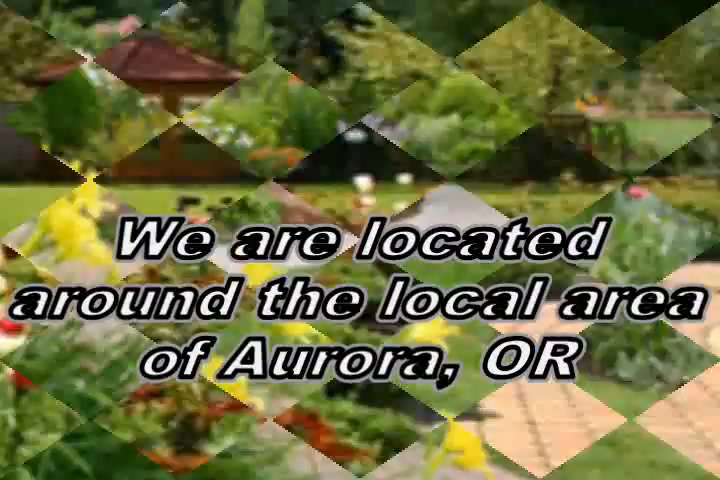 We are located
around the local area
of Aurora, OR